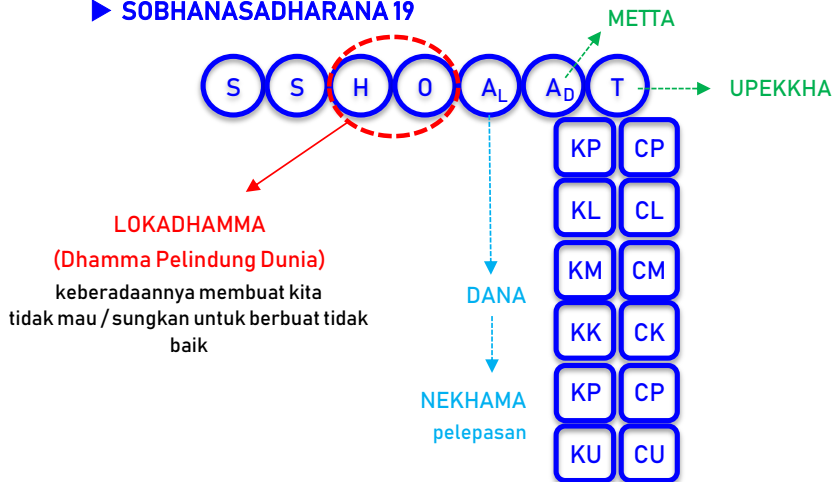 ▶ SOBHANASADHARANA 19
METTA
S S H O AL AD T
UPEKKHA
KP CP
KL CL
KM CM
KK CK
KP CP
KU CU
LOKADHAMMA
(Dhamma Pelindung Dunia)
keberadaannya membuat kita
tidak mau / sungkan untuk berbuat tidak
baik
DANA
NEKHAMA
pelepasan